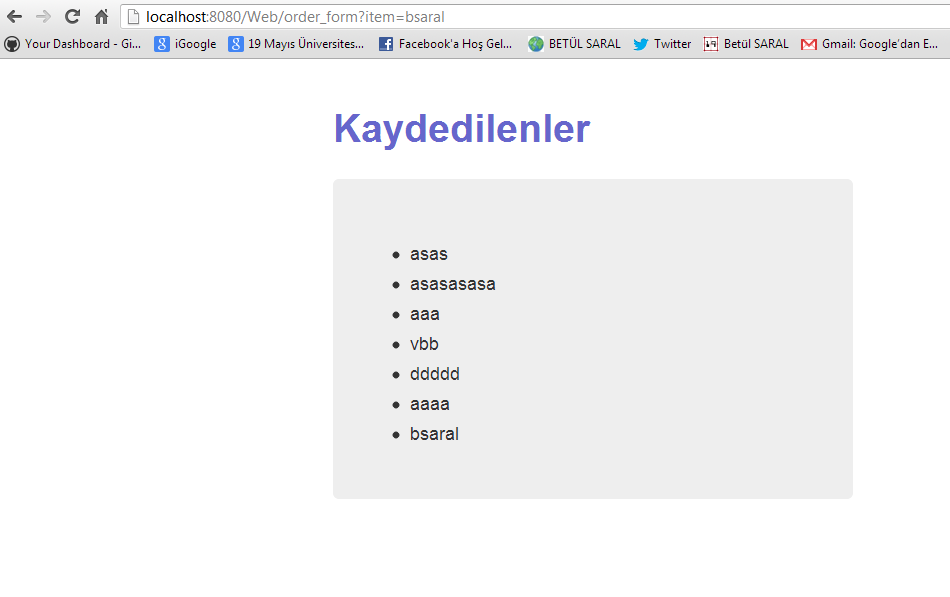 localhost:8080/Web/order_form?item=bsaral
Your Dashboard - Gi... iGoogle 19 Mayıs Üniversites... Facebook'a Hoş Gel... BETÜL SARAL Twitter Betül SARAL Gmail: Google'dan E...
Kaydedilenler
asas
asasasasa
aaa
vbb
ddddd
aaaa
bsaral